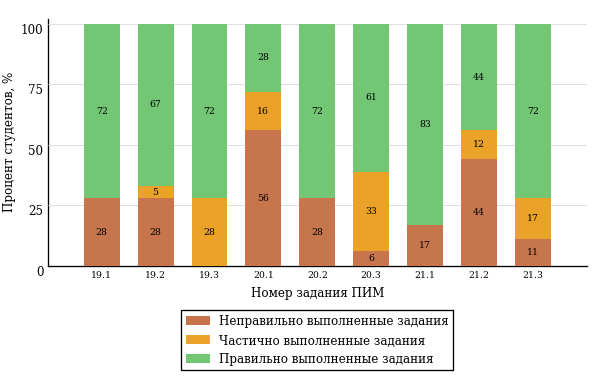 Процент студентов, %
100
75
50
25
0
72 67 72 28 72 61 83 44 72
5 28 16 33 12 17
28 28 56 28 6 17 44 11
19.1 19.2 19.3 20.1 20.2 20.3 21.1 21.2 21.3
Номер задания ПИМ
Неправильно выполненные задания
Частично выполненные задания
Правильно выполненные задания